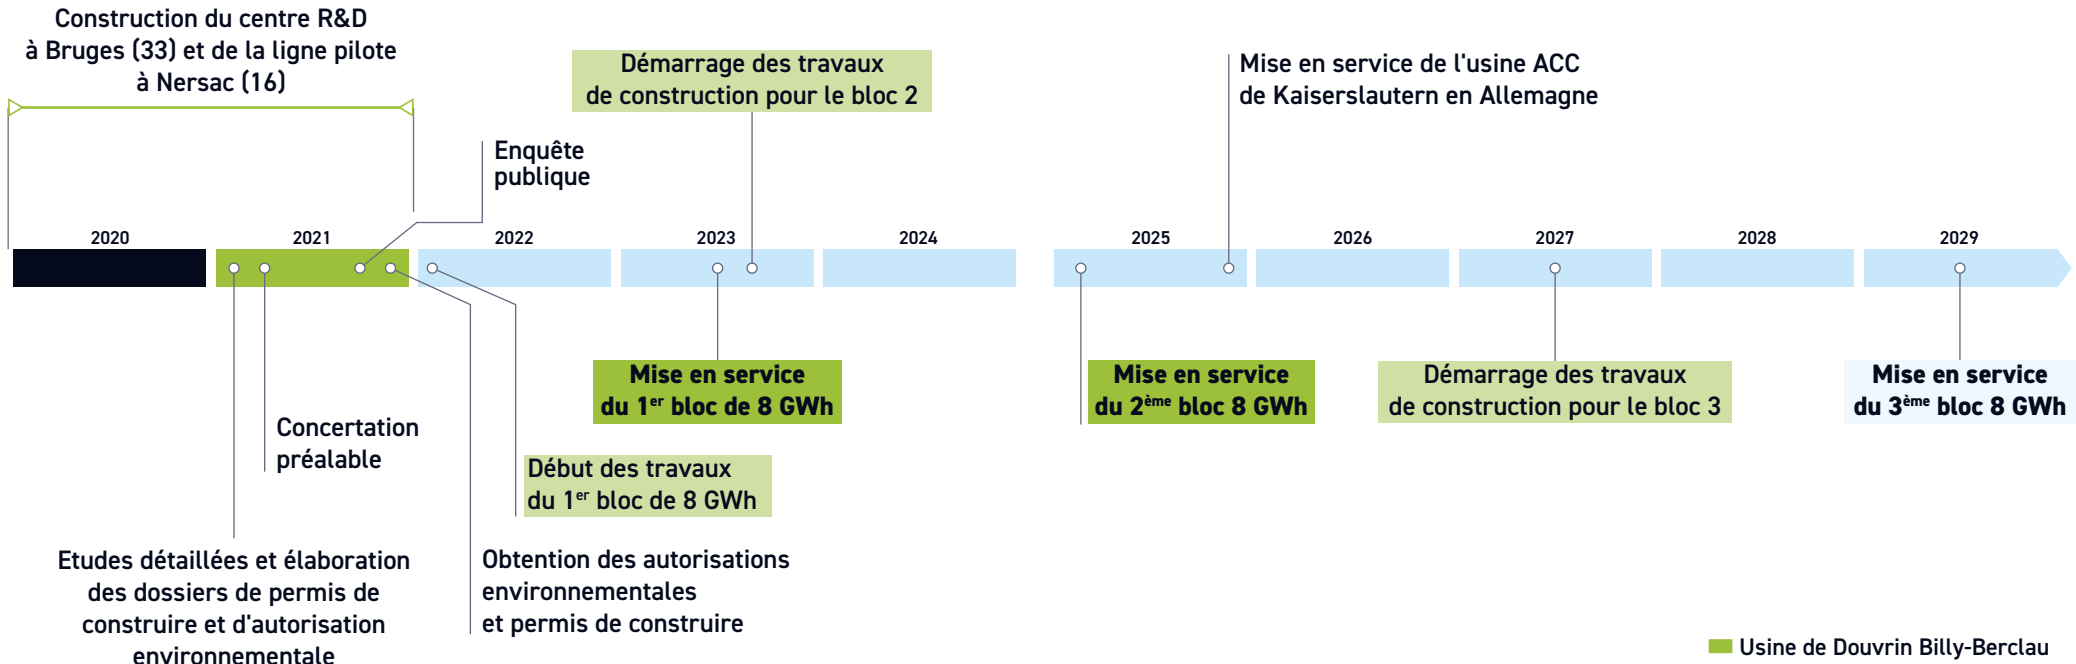 Construction du centre R&D
à Bruges (33) et de la ligne pilote
à Nersac (16)
Démarrage des travaux
de construction pour le bloc 2
Mise en service de l'usine ACC
de Kaiserslautern en Allemagne
Enquête
publique
2020
2021
2022
2023
2024
2025
2026
2027
2028
2029
Mise en service
du 1er bloc de 8 GWh
Mise en service
du 2ème bloc 8 GWh
Démarrage des travaux
de construction pour le bloc 3
Mise en service
du 3ème bloc 8 GWh
Concertation
préalable
Début des travaux
du 1er bloc de 8 GWh
Etudes détaillées et élaboration
des dossiers de permis de
construire et d'autorisation
environnementale
Obtention des autorisations
environnementales
et permis de construire
Usine de Douvrin Billy-Berclau